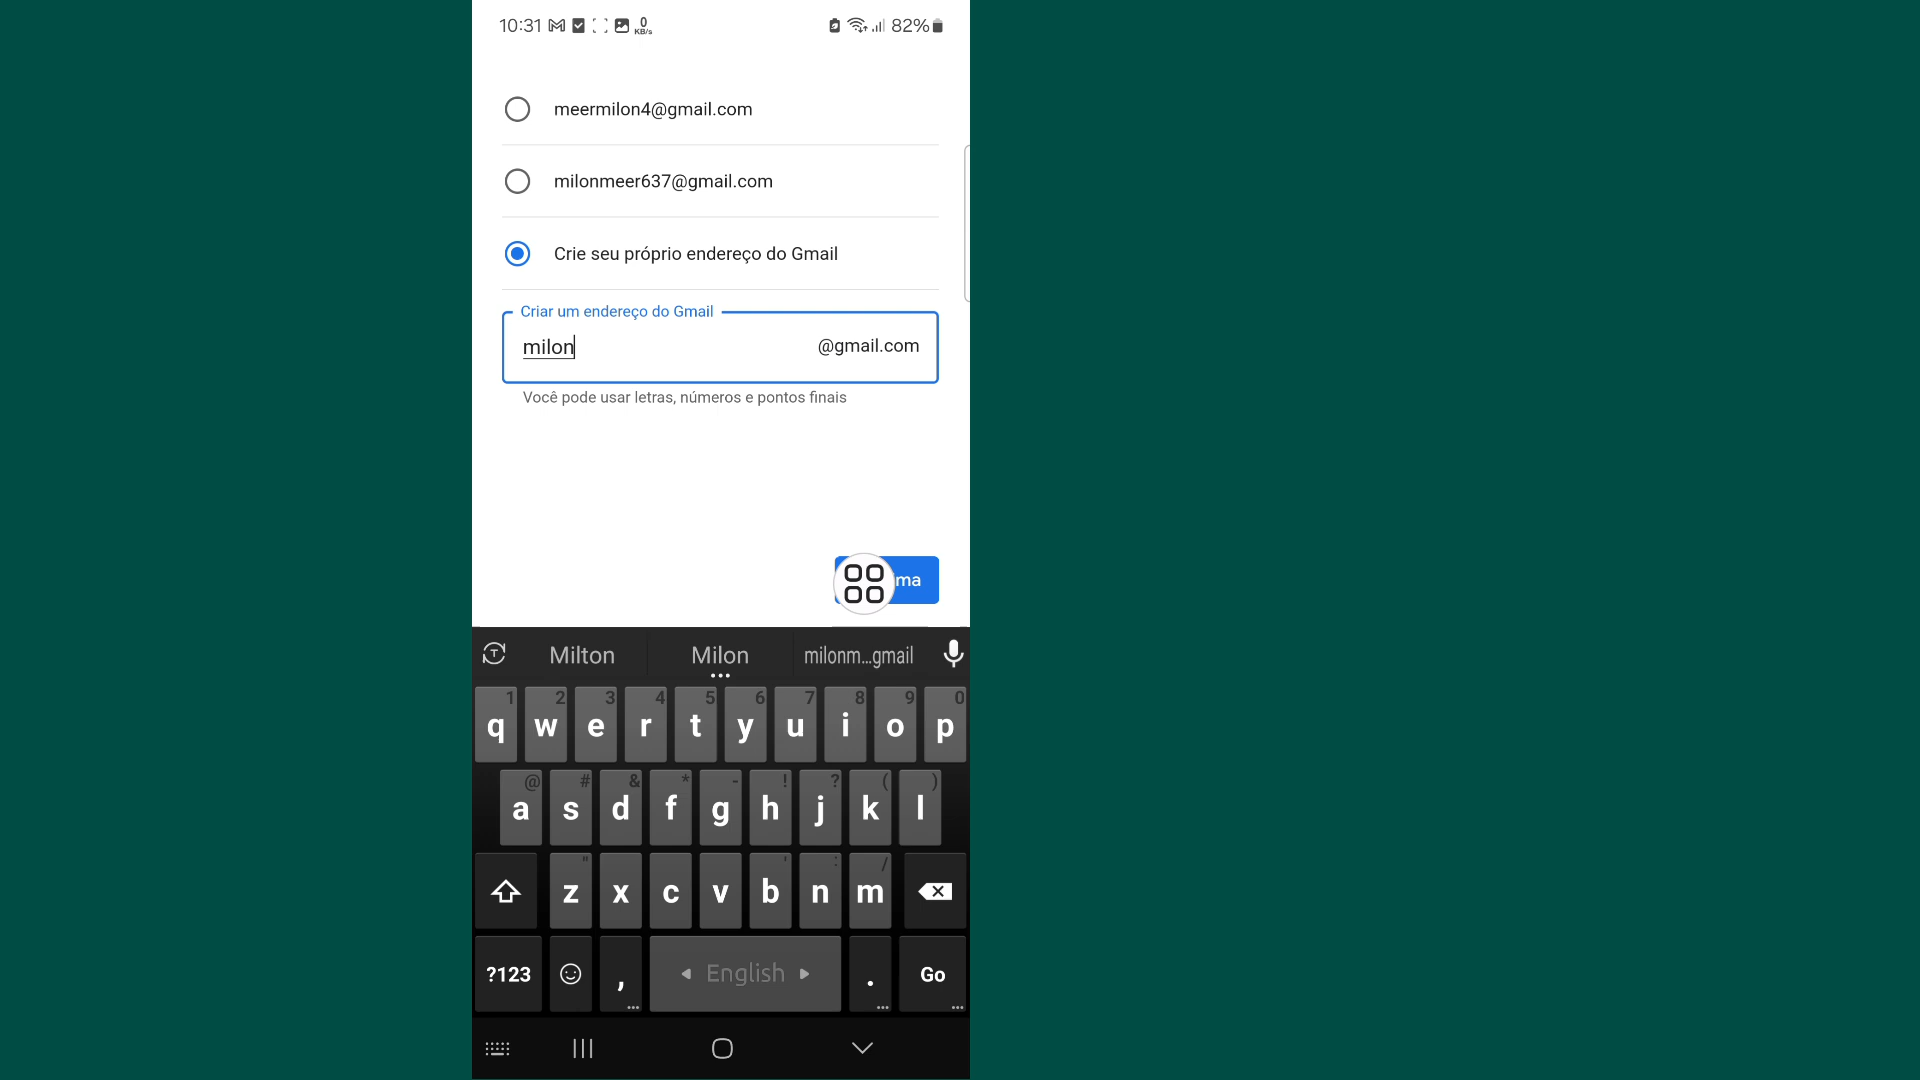 10:31 0 KB/s 82%
meermilon4@gmail.com
milonmeer637@gmail.com
Crie seu próprio endereço do Gmail
Criar um endereço do Gmail
milon @gmail.com
Você pode usar letras, números e pontos finais
ma
T Milton Milon milonm...gmail
1 2 3 4 5 6 7 8 9 0
q w e r t y u i o p
@ # & * - ! ? ( )
a s d f g h j k l
" ' : /
z x c v b n m
?123 , English . Go